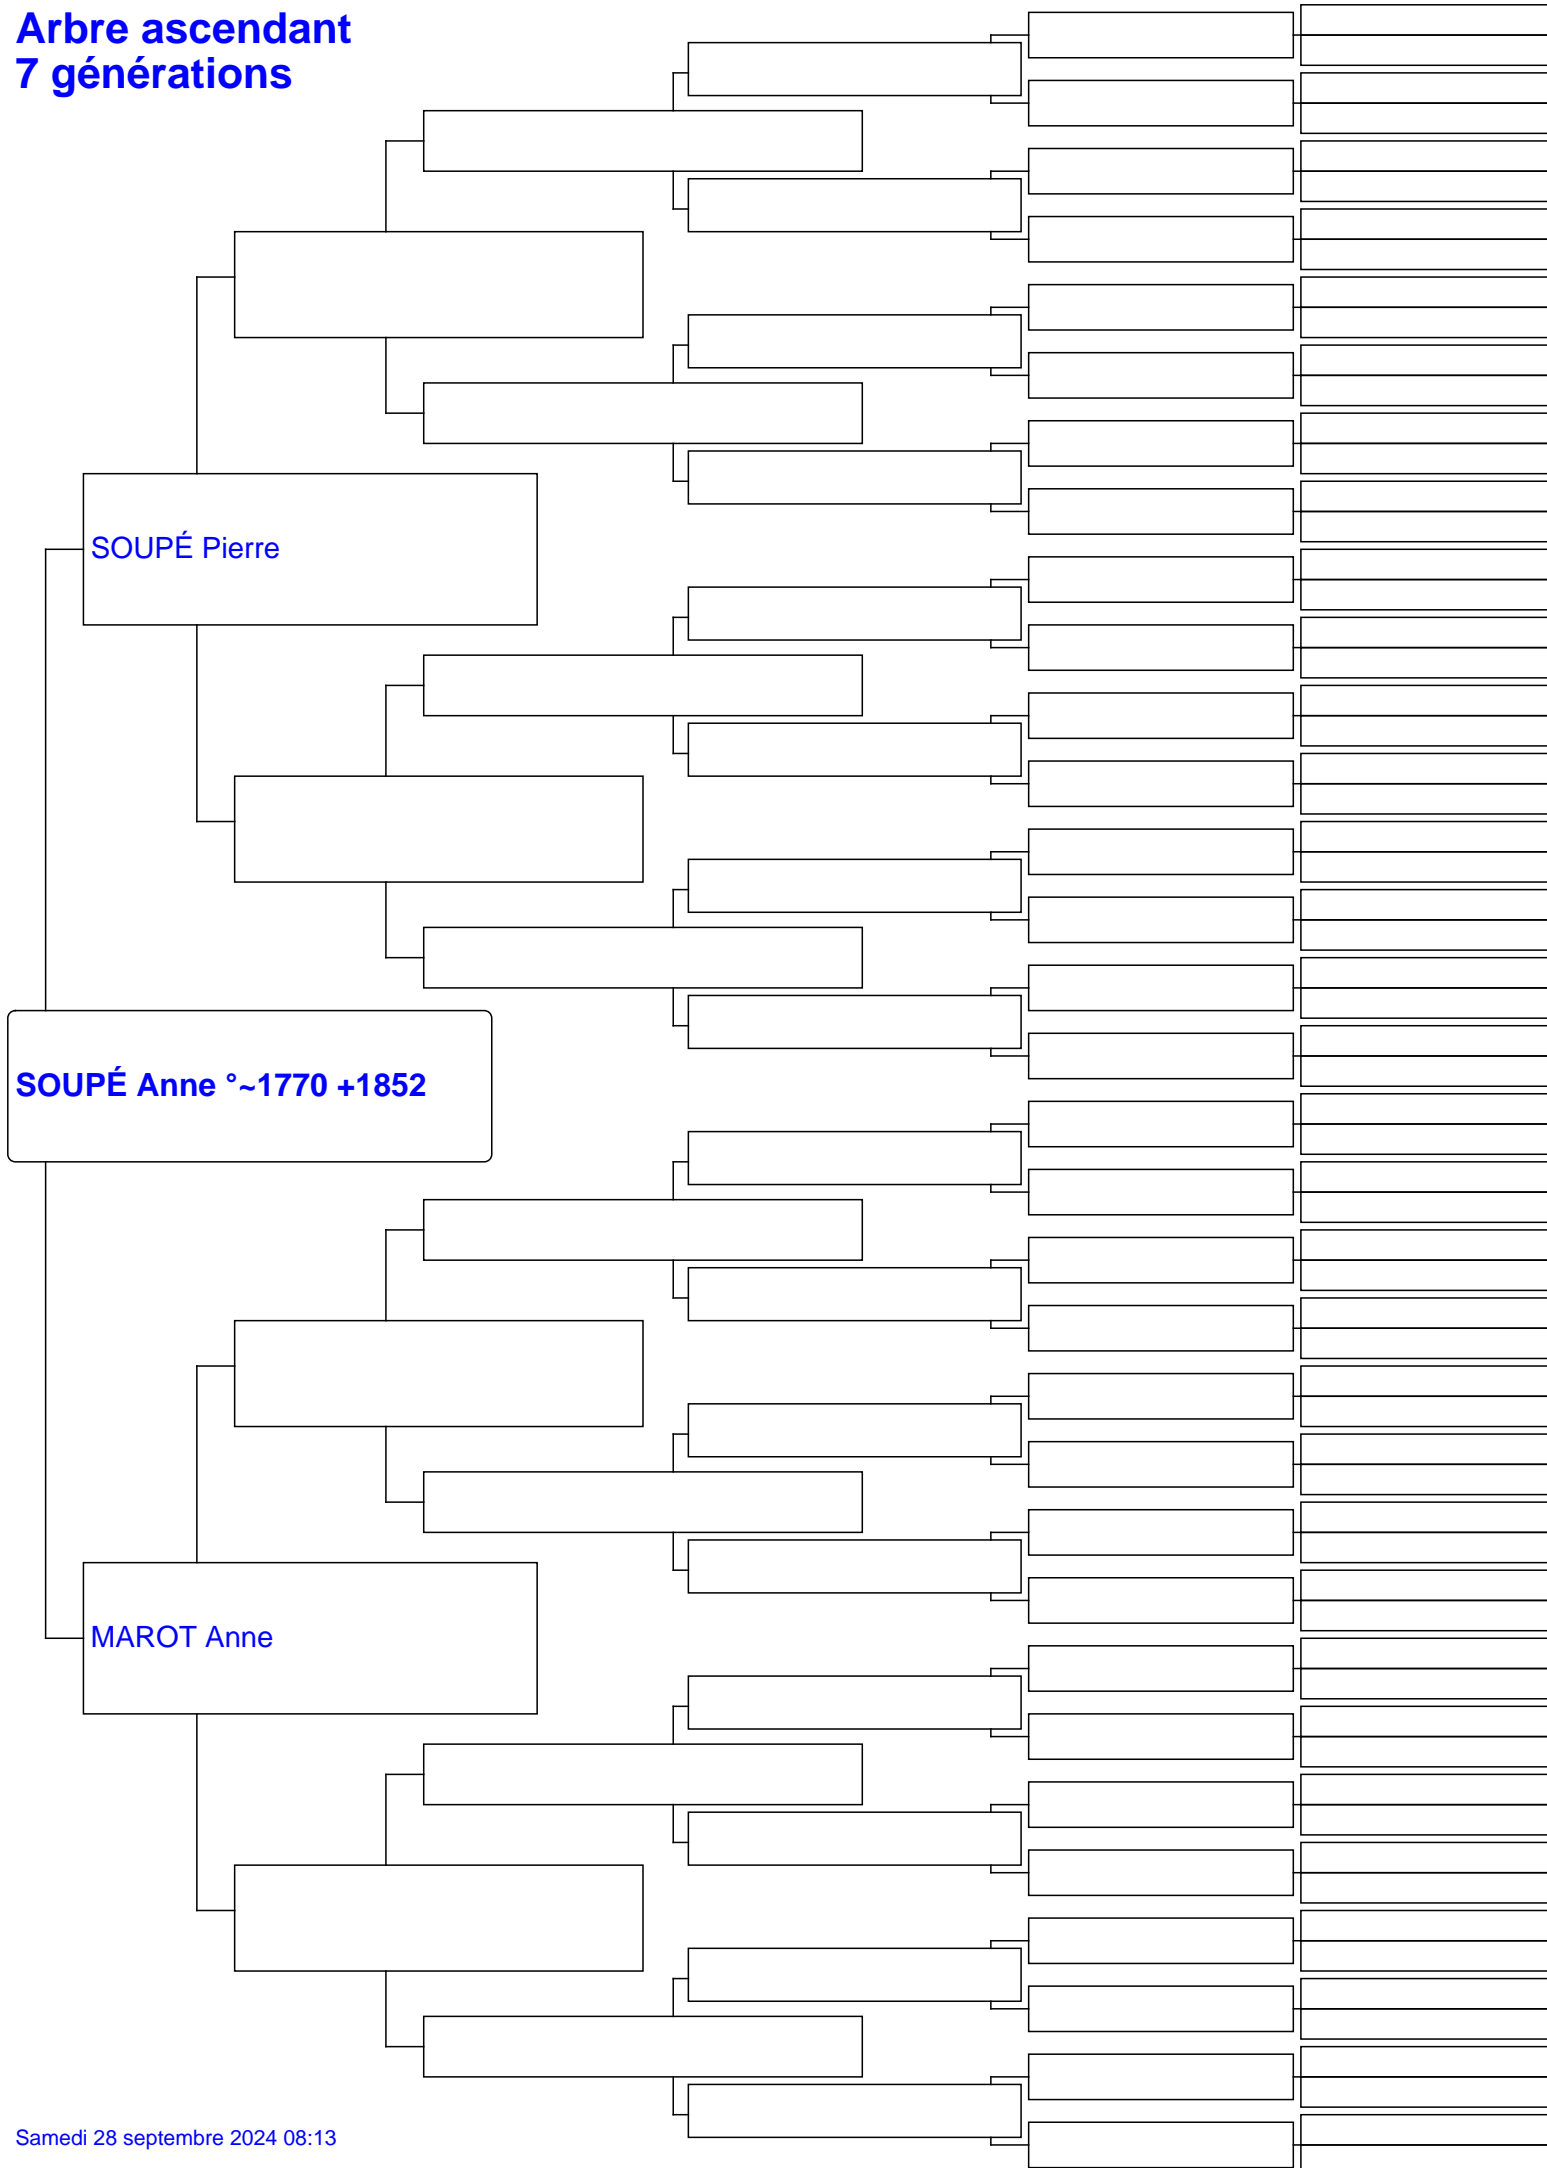 Arbre ascendant
7 générations
SOUPÉ Pierre
SOUPÉ Anne °~1770 +1852
MAROT Anne
Samedi 28 septembre 2024 08:13